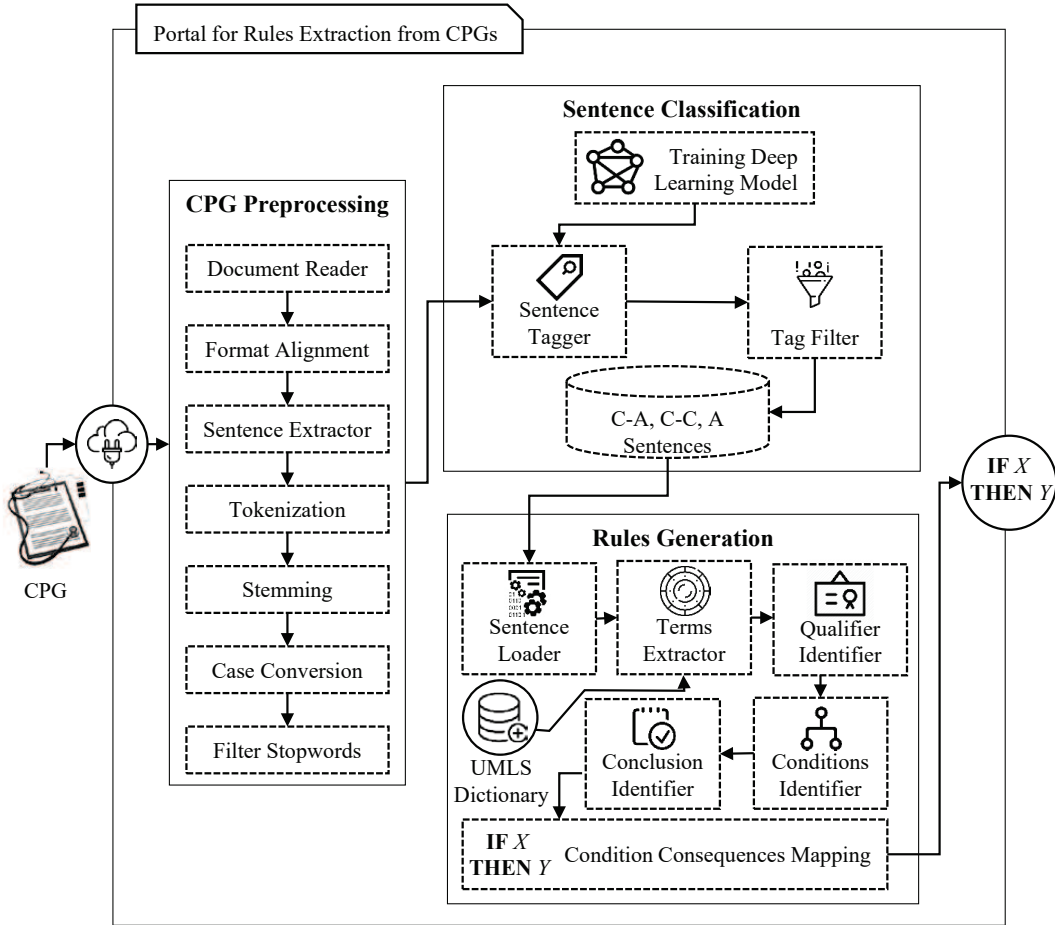 Portal for Rules Extraction from CPGs
CPG
CPG Preprocessing
Document Reader
Format Alignment
Sentence Extractor
Tokenization
Stemming
Case Conversion
Filter Stopwords
Sentence Classification
Training Deep
Learning Model
Sentence
Tagger
Tag Filter
C-A, C-C, A
Sentences
Rules Generation
Sentence
Loader
Terms
Extractor
Qualifier
Identifier
UMLS
Dictionary
Conclusion
Identifier
Conditions
Identifier
IF X
THEN Y
Condition Consequences Mapping
IF X
THEN Y